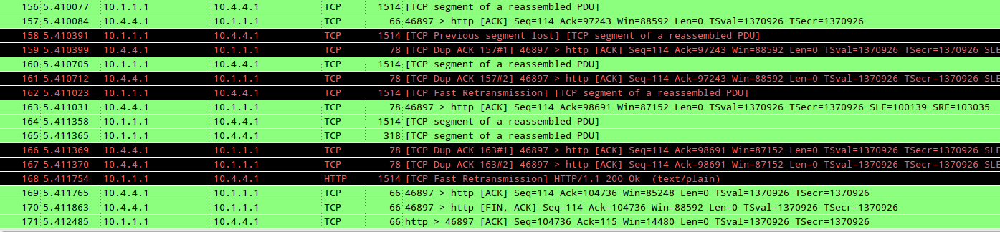 156 5.410077 10.1.1.1 10.4.4.1 TCP 1514 [TCP segment of a reassembled PDU]
157 5.410084 10.4.4.1 10.1.1.1 TCP 66 46897 > http [ACK] Seq=114 Ack=97243 Win=88592 Len=0 TSval=1370926 TSecr=1370926
158 5.410391 10.1.1.1 10.4.4.1 TCP 1514 [TCP Previous segment lost] [TCP segment of a reassembled PDU]
159 5.410399 10.4.4.1 10.1.1.1 TCP 78 [TCP Dup ACK 157#1] 46897 > http [ACK] Seq=114 Ack=97243 Win=88592 Len=0 TSval=1370926 TSecr=1370926 SLE
160 5.410705 10.1.1.1 10.4.4.1 TCP 1514 [TCP segment of a reassembled PDU]
161 5.410712 10.4.4.1 10.1.1.1 TCP 78 [TCP Dup ACK 157#2] 46897 > http [ACK] Seq=114 Ack=97243 Win=88592 Len=0 TSval=1370926 TSecr=1370926 SLE
162 5.411023 10.1.1.1 10.4.4.1 TCP 1514 [TCP Fast Retransmission] [TCP segment of a reassembled PDU]
163 5.411031 10.4.4.1 10.1.1.1 TCP 78 46897 > http [ACK] Seq=114 Ack=98691 Win=87152 Len=0 TSval=1370926 TSecr=1370926 SLE=100139 SRE=103035
164 5.411358 10.1.1.1 10.4.4.1 TCP 1514 [TCP segment of a reassembled PDU]
165 5.411365 10.1.1.1 10.4.4.1 TCP 318 [TCP segment of a reassembled PDU]
166 5.411369 10.4.4.1 10.1.1.1 TCP 78 [TCP Dup ACK 163#1] 46897 > http [ACK] Seq=114 Ack=98691 Win=87152 Len=0 TSval=1370926 TSecr=1370926 SLE
167 5.411370 10.4.4.1 10.1.1.1 TCP 78 [TCP Dup ACK 163#2] 46897 > http [ACK] Seq=114 Ack=98691 Win=87152 Len=0 TSval=1370926 TSecr=1370926 SLE
168 5.411754 10.1.1.1 10.4.4.1 HTTP 1514 [TCP Fast Retransmission] HTTP/1.1 200 Ok (text/plain)
169 5.411765 10.4.4.1 10.1.1.1 TCP 66 46897 > http [ACK] Seq=114 Ack=104736 Win=85248 Len=0 TSval=1370926 TSecr=1370926
170 5.411863 10.4.4.1 10.1.1.1 TCP 66 46897 > http [FIN, ACK] Seq=114 Ack=104736 Win=88592 Len=0 TSval=1370926 TSecr=1370926
171 5.412485 10.1.1.1 10.4.4.1 TCP 66 http > 46897 [ACK] Seq=104736 Ack=115 Win=14480 Len=0 TSval=1370926 TSecr=1370926